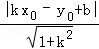 |kx₀ − y₀+b|
√1+k²